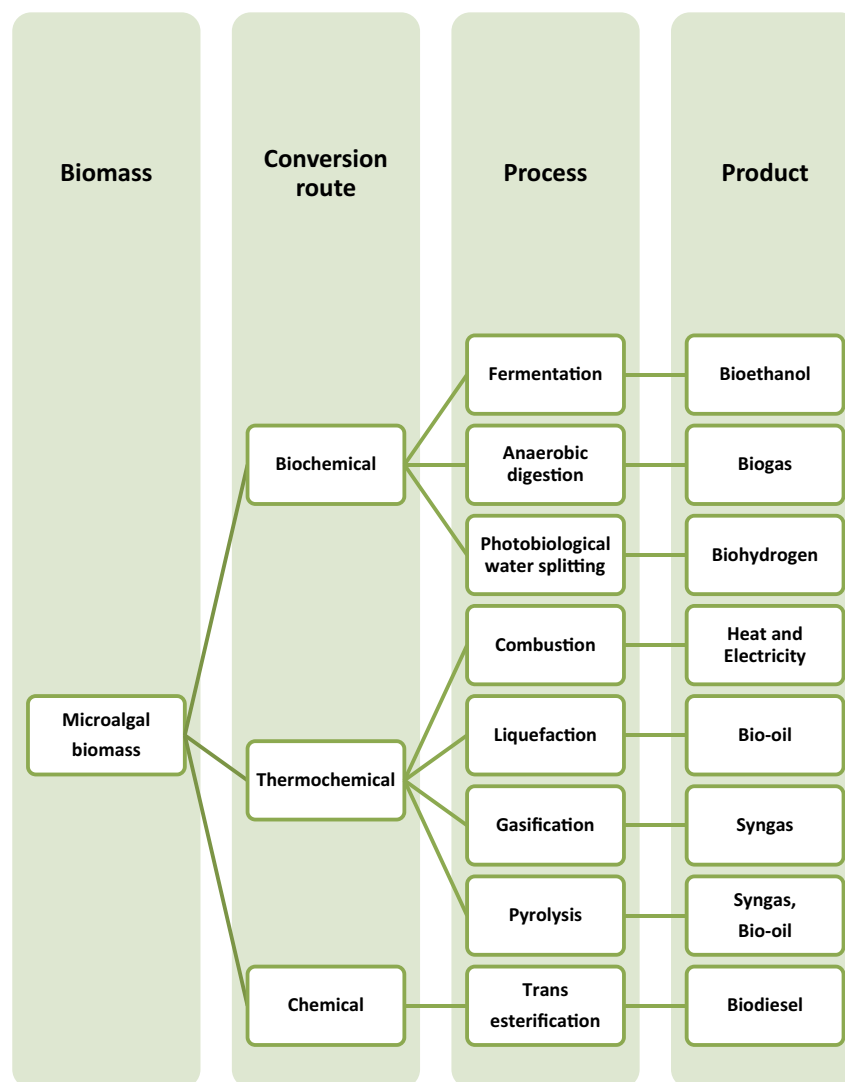 Biomass
Conversion
route
Process
Product
Fermentation
Bioethanol
Biochemical
Anaerobic
digestion
Biogas
Photobiological
water splitting
Biohydrogen
Combustion
Heat and
Electricity
Microalgal
biomass
Thermochemical
Liquefaction
Bio-oil
Gasification
Syngas
Pyrolysis
Syngas,
Bio-oil
Chemical
Trans
esterification
Biodiesel